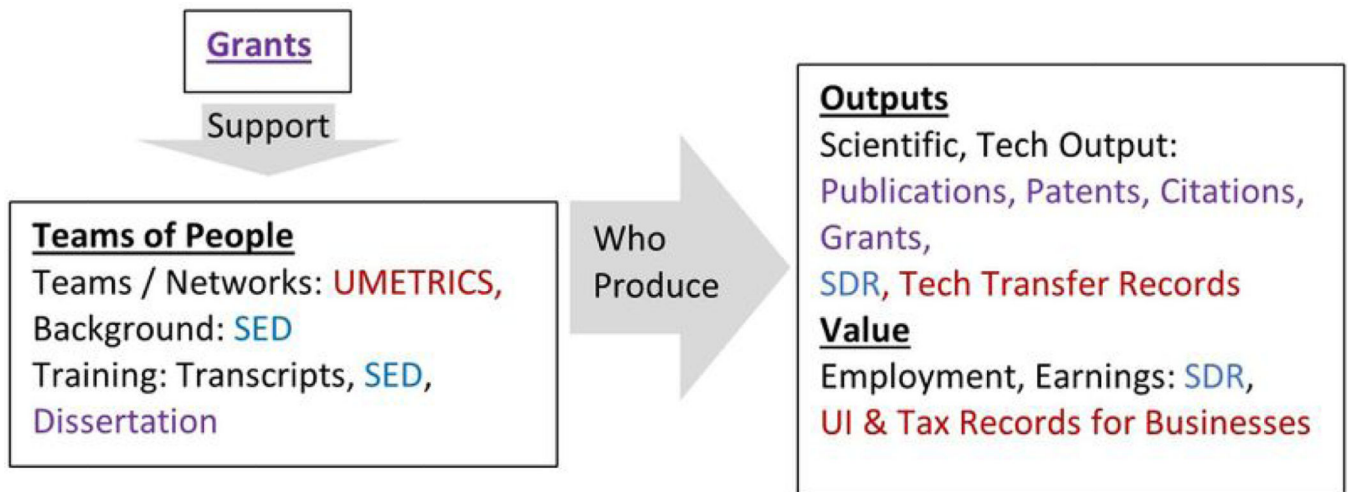 Grants
Support
Teams of People
Teams / Networks: UMETRICS,
Background: SED
Training: Transcripts, SED,
Dissertation
Who
Produce
Outputs
Scientific, Tech Output:
Publications, Patents, Citations,
Grants,
SDR, Tech Transfer Records
Value
Employment, Earnings: SDR,
UI & Tax Records for Businesses